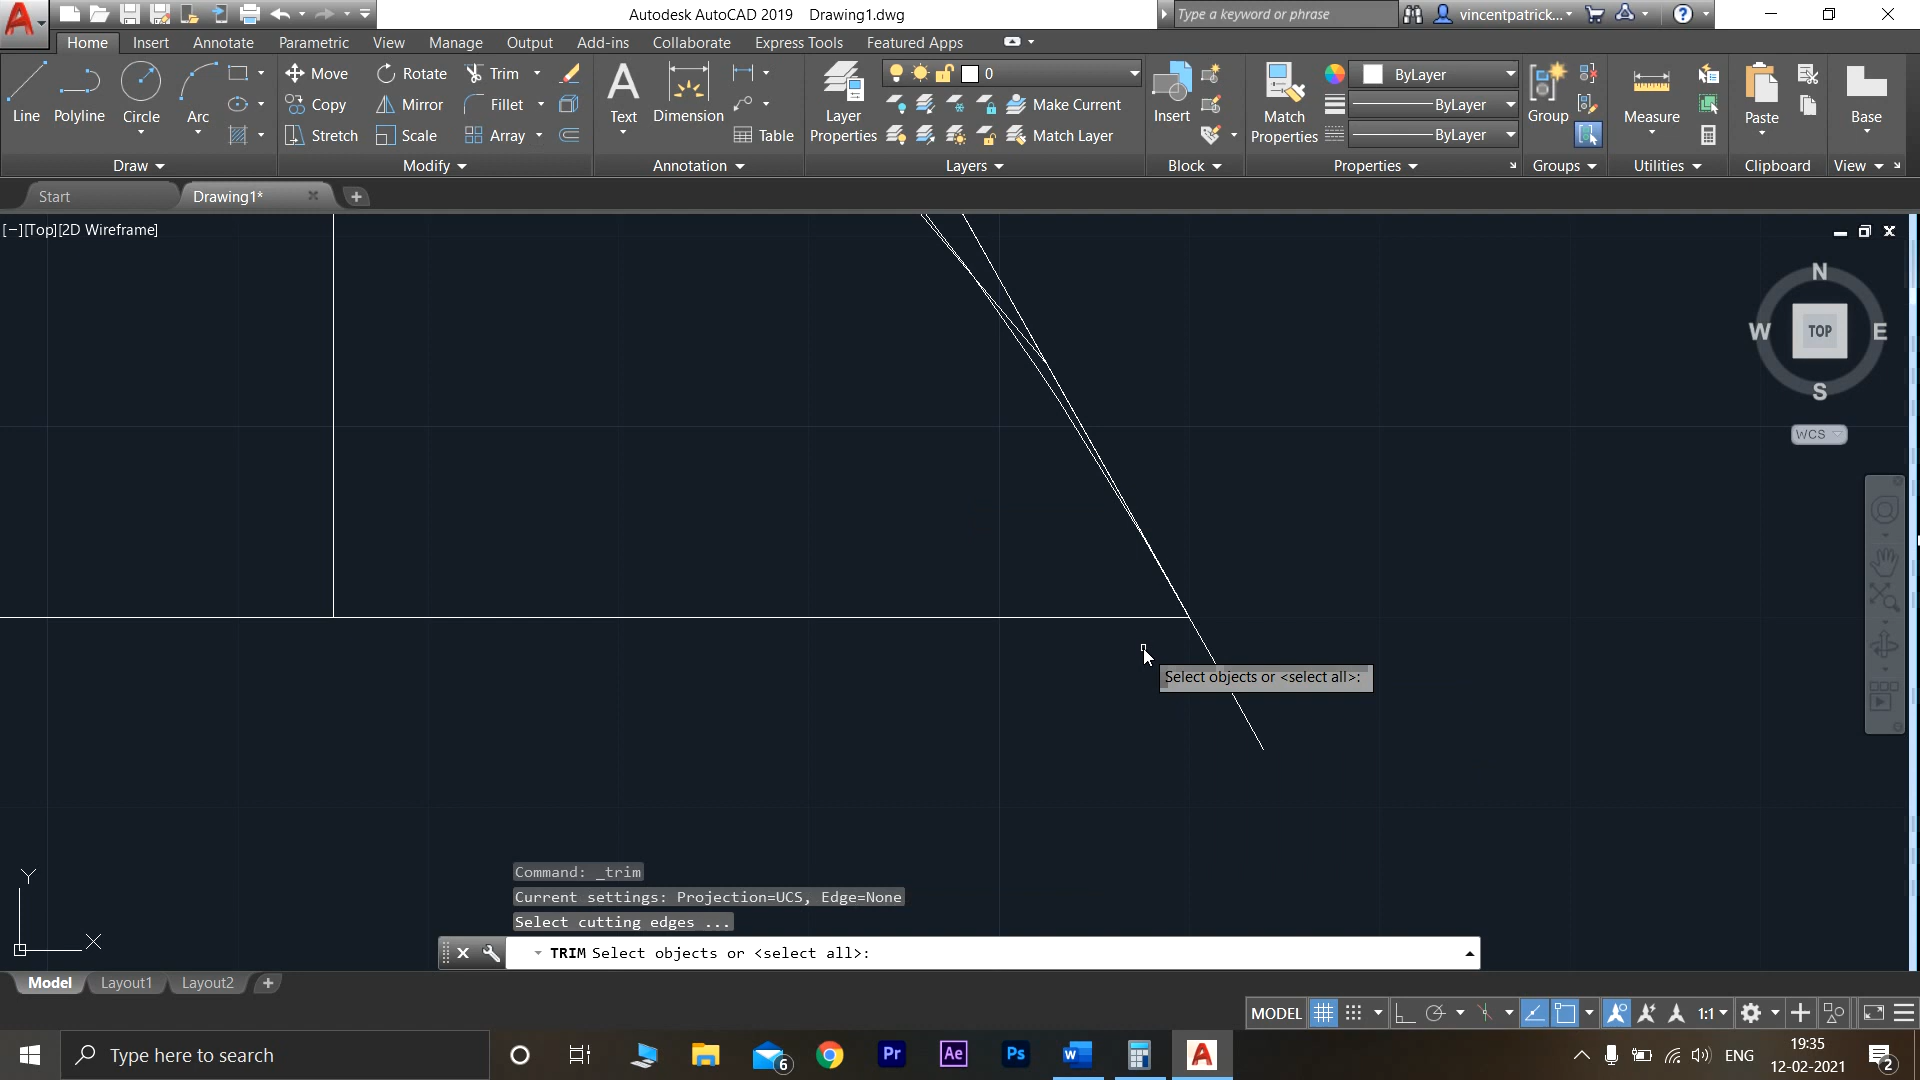 Autodesk AutoCAD 2019 Drawing1.dwg
Type a keyword or phrase
vincentpatrick...
Home Insert Annotate Parametric View Manage Output Add-ins Collaborate Express Tools Featured Apps
Line Polyline Circle Arc
Move Rotate Trim
Copy Mirror Fillet
Stretch Scale Array
Text Dimension
Table
Layer Properties
0
Make Current
Match Layer
Insert
Match Properties
ByLayer
ByLayer
ByLayer
Group
Measure
Paste
Base
Draw Modify Annotation Layers Block Properties Groups Utilities Clipboard View
Start Drawing1*
[−][Top][2D Wireframe]
N
W TOP E
S
WCS
Select objects or <select all>:
Y
X
Command: _trim
Current settings: Projection=UCS, Edge=None
Select cutting edges ...
TRIM Select objects or <select all>:
Model Layout1 Layout2
MODEL 1:1
Type here to search
6
Pr Ae Ps
ENG
19:35
12-02-2021
2